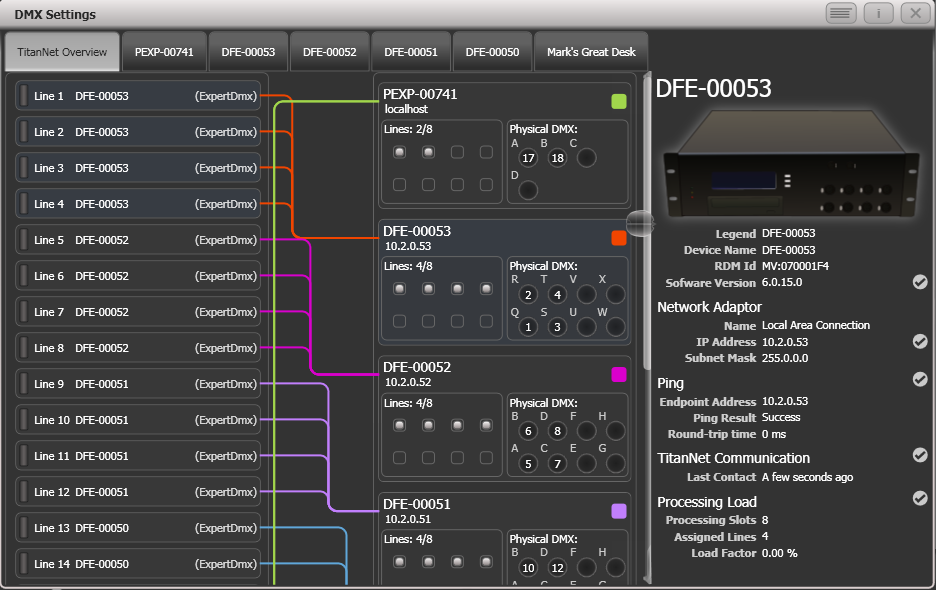 DMX Settings
TitanNet Overview
PEXP-00741
DFE-00053
DFE-00052
DFE-00051
DFE-00050
Mark's Great Desk
Line 1 DFE-00053 (ExpertDmx)
Line 2 DFE-00053 (ExpertDmx)
Line 3 DFE-00053 (ExpertDmx)
Line 4 DFE-00053 (ExpertDmx)
Line 5 DFE-00052 (ExpertDmx)
Line 6 DFE-00052 (ExpertDmx)
Line 7 DFE-00052 (ExpertDmx)
Line 8 DFE-00052 (ExpertDmx)
Line 9 DFE-00051 (ExpertDmx)
Line 10 DFE-00051 (ExpertDmx)
Line 11 DFE-00051 (ExpertDmx)
Line 12 DFE-00051 (ExpertDmx)
Line 13 DFE-00050 (ExpertDmx)
Line 14 DFE-00050 (ExpertDmx)
PEXP-00741
localhost
Lines: 2/8
Physical DMX:
A B C
17 18
D
DFE-00053
10.2.0.53
Lines: 4/8
Physical DMX:
R T V X
2 4
Q S U W
1 3
DFE-00052
10.2.0.52
Lines: 4/8
Physical DMX:
B D F H
6 8
A C E G
5 7
DFE-00051
10.2.0.51
Lines: 4/8
Physical DMX:
B D F H
10 12
A C E G
DFE-00053
Legend DFE-00053
Device Name DFE-00053
RDM Id MV:070001F4
Sofware Version 6.0.15.0
Network Adaptor
Name Local Area Connection
IP Address 10.2.0.53
Subnet Mask 255.0.0.0
Ping
Endpoint Address 10.2.0.53
Ping Result Success
Round-trip time 0 ms
TitanNet Communication
Last Contact A few seconds ago
Processing Load
Processing Slots 8
Assigned Lines 4
Load Factor 0.00 %